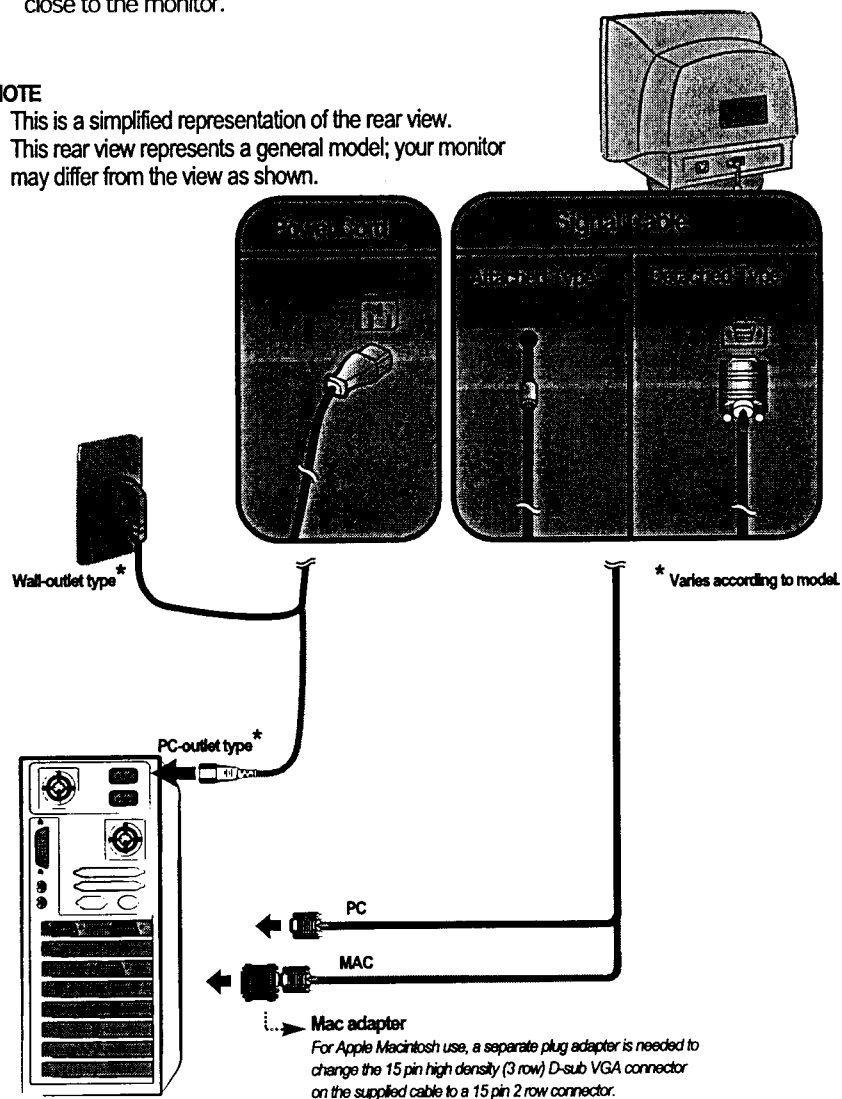 close to the monitor.
NOTE
This is a simplified representation of the rear view.
This rear view represents a general model; your monitor
may differ from the view as shown.
Power Cord
Signal Cable
Attached Type
Detached Type
Wall-outlet type*
* Varies according to model.
PC-outlet type*
PC
MAC
Mac adapter
For Apple Macintosh use, a separate plug adapter is needed to
change the 15 pin high density (3 row) D-sub VGA connector
on the supplied cable to a 15 pin 2 row connector.